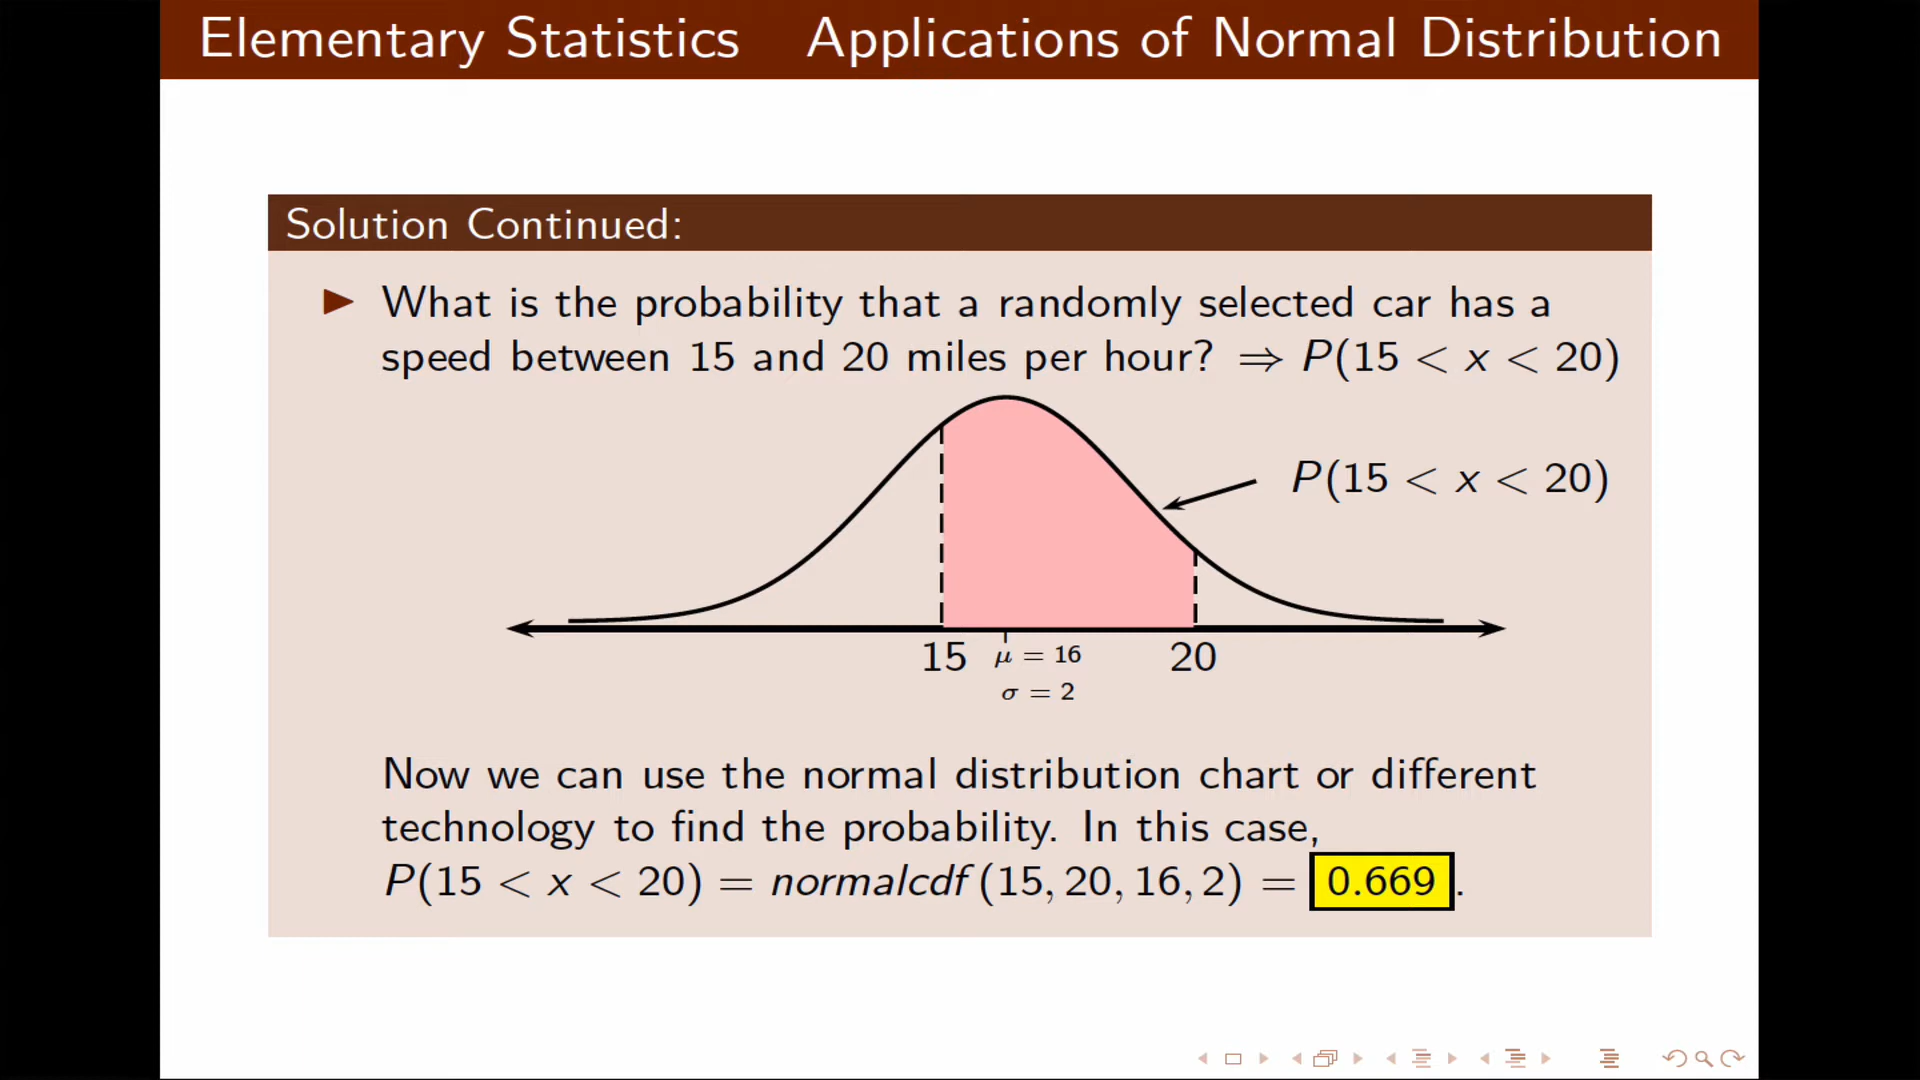 Elementary Statistics Applications of Normal Distribution
Solution Continued:
What is the probability that a randomly selected car has a
speed between 15 and 20 miles per hour? ⇒ P(15 < x < 20)
P(15 < x < 20)
15 μ = 16 20
σ = 2
Now we can use the normal distribution chart or different
technology to find the probability. In this case,
P(15 < x < 20) = normalcdf (15, 20, 16, 2) = 0.669.